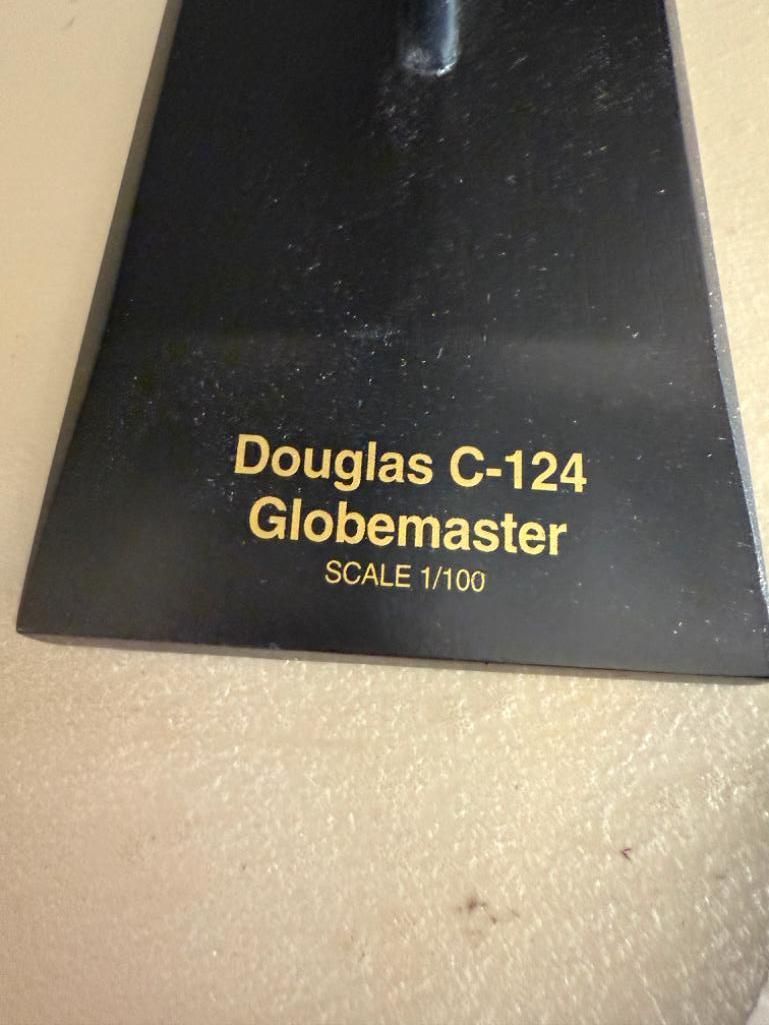 Douglas C-124
Globemaster
SCALE 1/100